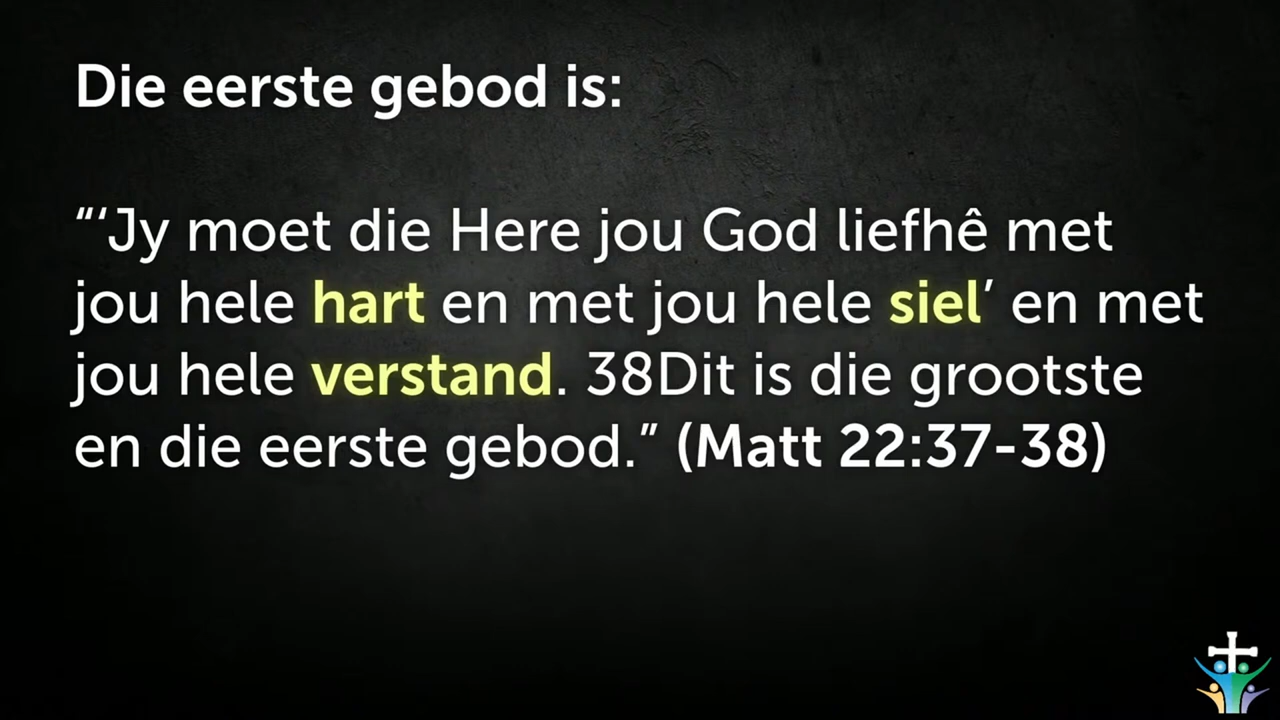 Die eerste gebod is:
“‘Jy moet die Here jou God liefhê met
jou hele hart en met jou hele siel’ en met
jou hele verstand. 38Dit is die grootste
en die eerste gebod.” (Matt 22:37-38)